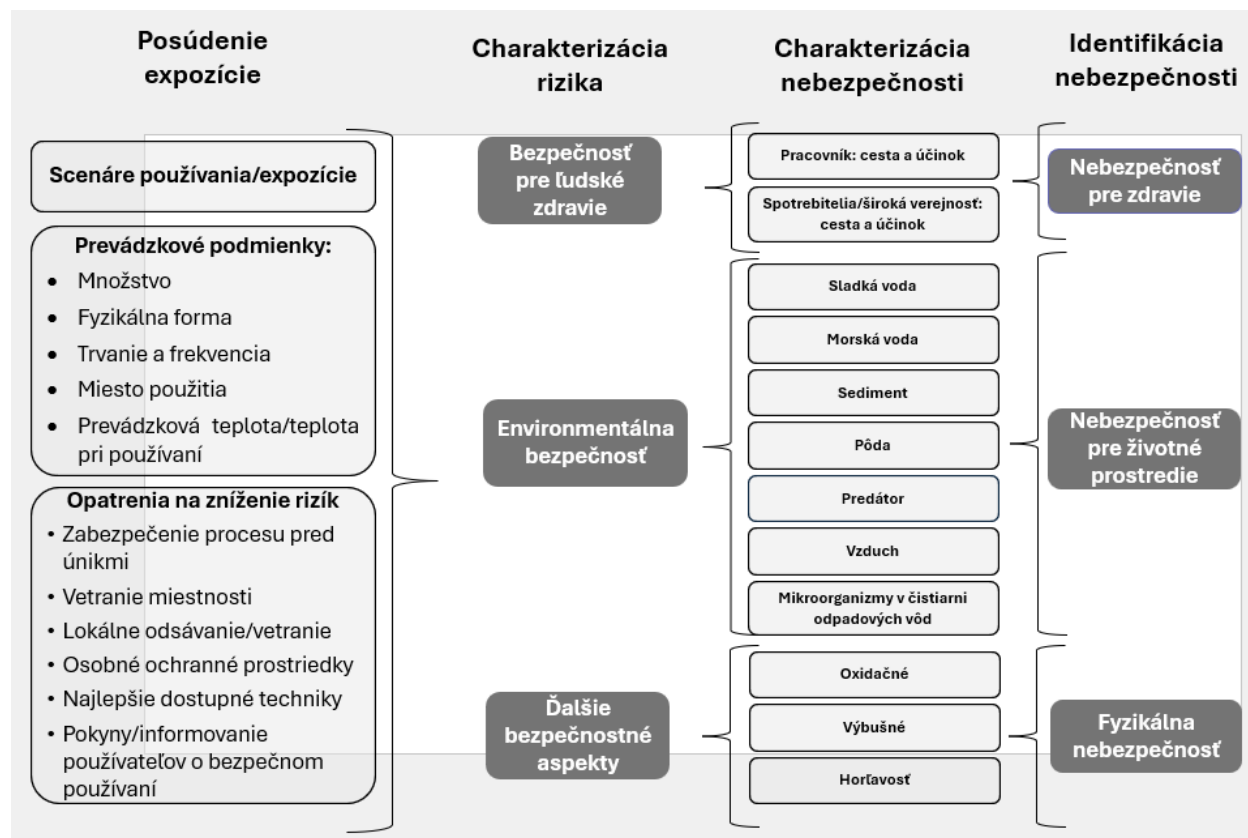 Posúdenie
expozície
Charakterizácia
rizika
Charakterizácia
nebezpečnosti
Identifikácia
nebezpečnosti
Scenáre používania/expozície
Prevádzkové podmienky:
• Množstvo
• Fyzikálna forma
• Trvanie a frekvencia
• Miesto použitia
• Prevádzková teplota/teplota
pri používaní
Opatrenia na zníženie rizík
• Zabezpečenie procesu pred
únikmi
• Vetranie miestnosti
• Lokálne odsávanie/vetranie
• Osobné ochranné prostriedky
• Najlepšie dostupné techniky
• Pokyny/informovanie
používateľov o bezpečnom
používaní
Bezpečnosť
pre ľudské
zdravie
Environmentálna
bezpečnosť
Ďalšie
bezpečnostné
aspekty
Pracovník: cesta a účinok
Spotrebitelia/široká verejnosť:
cesta a účinok
Sladká voda
Morská voda
Sediment
Pôda
Predátor
Vzduch
Mikroorganizmy v čistiarni
odpadových vôd
Oxidačné
Výbušné
Horľavosť
Nebezpečnosť
pre zdravie
Nebezpečnosť
pre životné
prostredie
Fyzikálna
nebezpečnosť